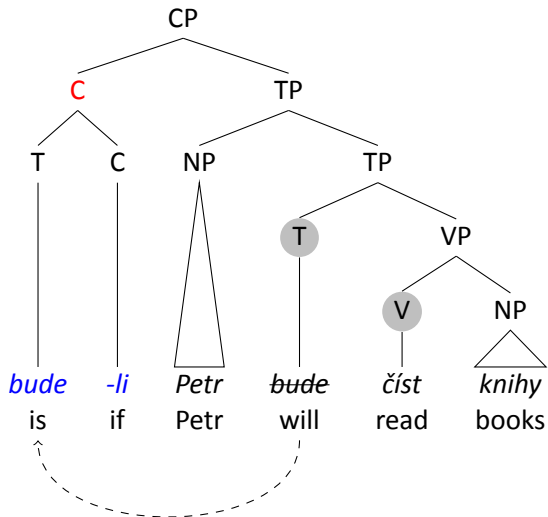 CP
C TP
T C NP TP
T VP
V NP
bude -li Petr bude číst knihy
is if Petr will read books